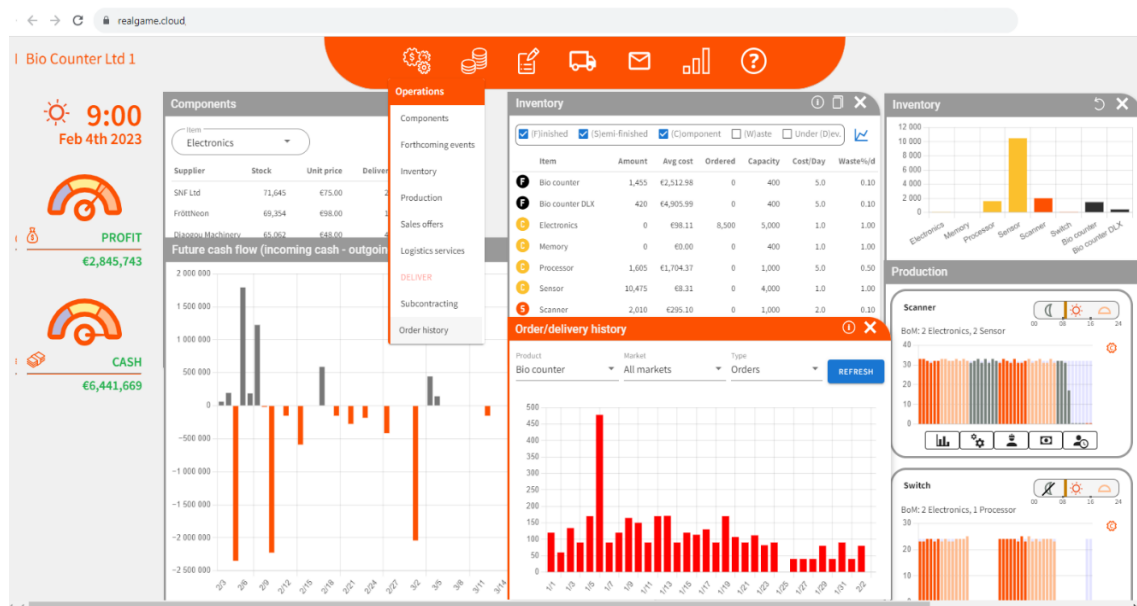 realgame.cloud
Bio Counter Ltd 1
9:00
Feb 4th 2023
PROFIT
€2,845,743
CASH
€6,441,669
Operations
Components
Forthcoming events
Inventory
Production
Sales offers
Logistics services
DELIVER
Subcontracting
Order history
Components
Item
Electronics
Supplier Stock Unit price Deliver
SNF Ltd 71,645 €75.00
FröttNeon 69,354 €98.00
Diaoqou Machinery 65,062 €48.00
Future cash flow (incoming cash - outgoin
2 000 000
1 500 000
1 000 000
500 000
0
−500 000
−1 000 000
−1 500 000
−2 000 000
−2 500 000
2/3 2/6 2/9 2/12 2/15 2/18 2/21 2/24 2/27 3/2 3/5 3/8 3/11 3/14
Inventory
(F)inished (S)emi-finished (C)omponent (W)aste Under (D)ev.
Item Amount Avg cost Ordered Capacity Cost/Day Waste%/d
F Bio counter 1,455 €2,512.98 0 400 5.0 0.10
F Bio counter DLX 420 €4,905.99 0 400 5.0 0.10
C Electronics 0 €98.11 8,500 5,000 1.0 1.00
C Memory 0 €0.00 0 400 1.0 1.00
C Processor 1,605 €1,704.37 0 1,000 5.0 0.50
C Sensor 10,475 €8.31 0 4,000 1.0 1.00
S Scanner 2,010 €295.10 0 1,000 2.0 0.10
Order/delivery history
Product Market Type
Bio counter All markets Orders REFRESH
500
450
400
350
300
250
200
150
100
50
0
1/1 1/3 1/5 1/7 1/9 1/11 1/13 1/15 1/17 1/19 1/21 1/23 1/25 1/27 1/29 1/31 2/2
Inventory
12 000
10 000
8 000
6 000
4 000
2 000
0
Electronics Memory Processor Sensor Scanner Switch Bio counter Bio counter DLX
Production
Scanner
00 08 16 24
BoM: 2 Electronics, 2 Sensor
40
30
20
10
0
Switch
00 08 16 24
BoM: 2 Electronics, 1 Processor
30
20
10
0